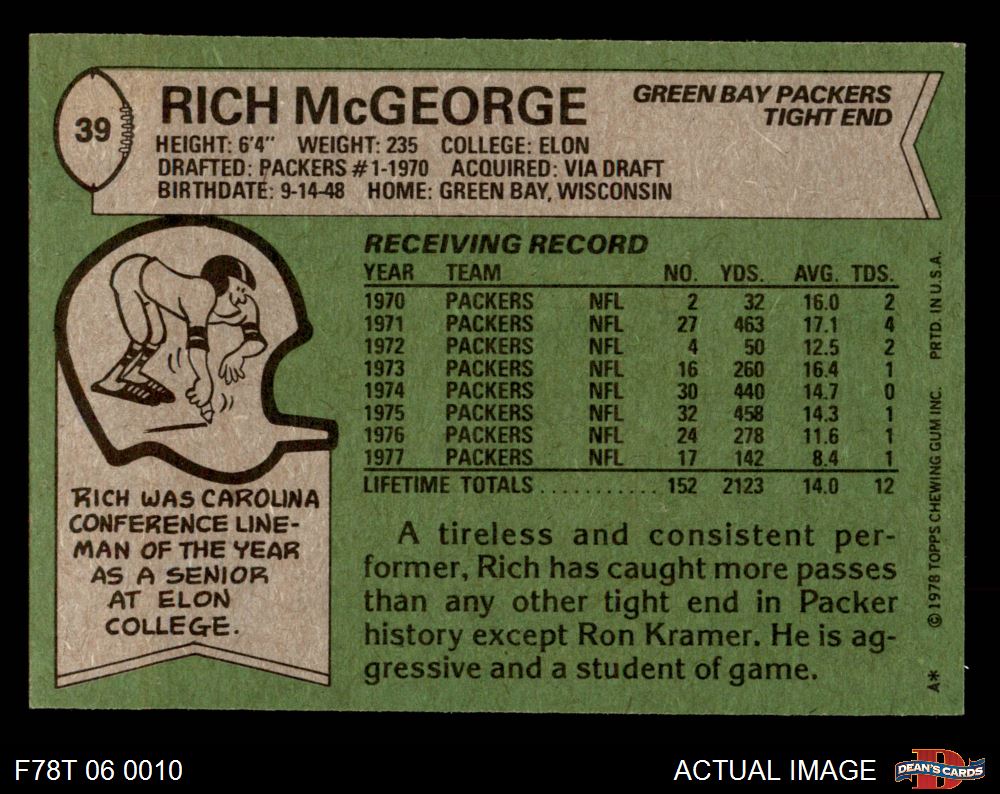 39
RICH McGEORGE
GREEN BAY PACKERS
TIGHT END
HEIGHT: 6'4" WEIGHT: 235 COLLEGE: ELON
DRAFTED: PACKERS #1-1970 ACQUIRED: VIA DRAFT
BIRTHDATE: 9-14-48 HOME: GREEN BAY, WISCONSIN
RICH WAS CAROLINA
CONFERENCE LINE-
MAN OF THE YEAR
AS A SENIOR
AT ELON
COLLEGE.
RECEIVING RECORD
YEAR TEAM NO. YDS. AVG. TDS.
1970 PACKERS NFL 2 32 16.0 2
1971 PACKERS NFL 27 463 17.1 4
1972 PACKERS NFL 4 50 12.5 2
1973 PACKERS NFL 16 260 16.4 1
1974 PACKERS NFL 30 440 14.7 0
1975 PACKERS NFL 32 458 14.3 1
1976 PACKERS NFL 24 278 11.6 1
1977 PACKERS NFL 17 142 8.4 1
LIFETIME TOTALS........... 152 2123 14.0 12
A tireless and consistent per-
former, Rich has caught more passes
than any other tight end in Packer
history except Ron Kramer. He is ag-
gressive and a student of game.
A* ©1978 TOPPS CHEWING GUM INC. PRTD. IN U.S.A.
F78T 06 0010
ACTUAL IMAGE
D
DEAN'S CARDS